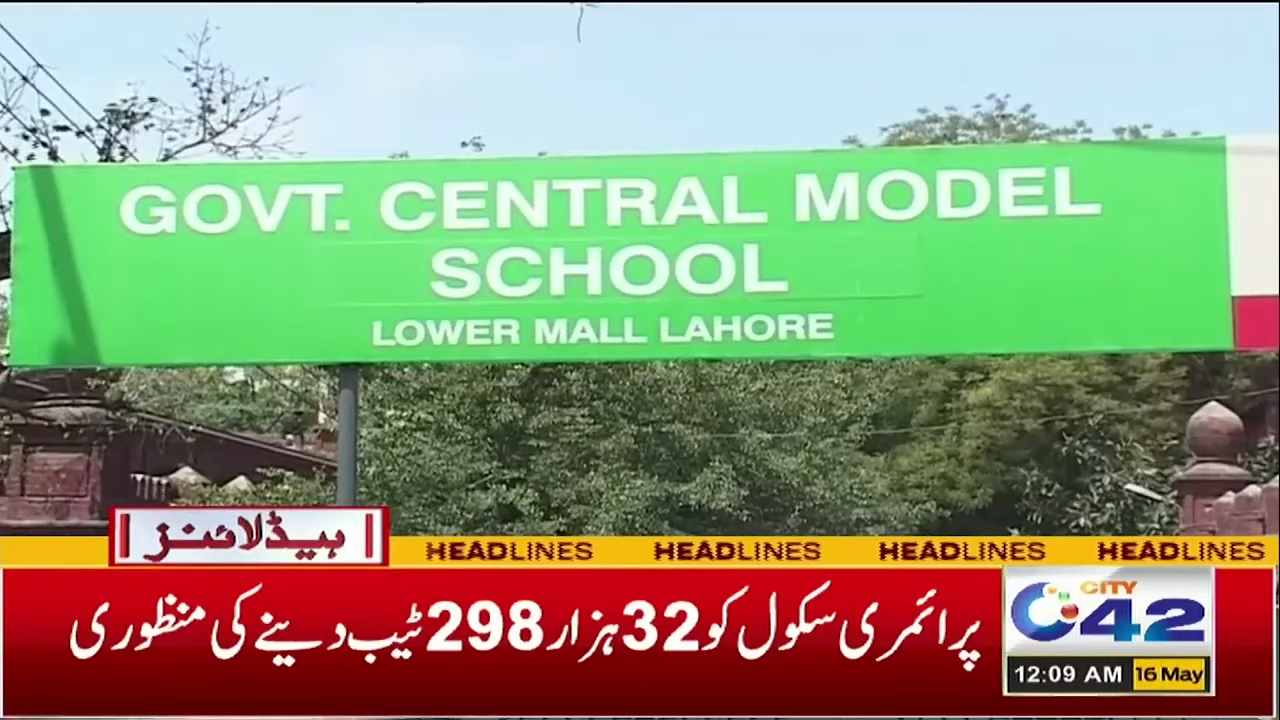 GOVT. CENTRAL MODEL
SCHOOL
LOWER MALL LAHORE
ہیڈلائنز
HEADLINES HEADLINES HEADLINES HEADLINES
پرائمری سکول کو 32 ہزار 298 ٹیب دینے کی منظوری
CITY
42
12:09 AM 16 May